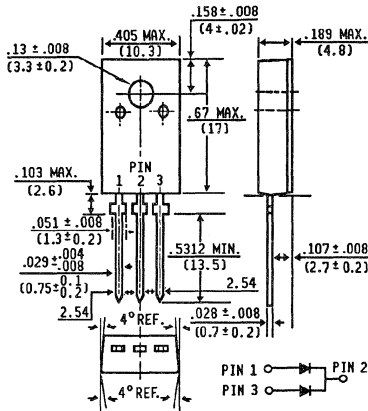 .158±.008
(4±.02)
.405 MAX.
(10.3)
.189 MAX.
(4.8)
.13±.008
(3.3±0.2)
.67 MAX.
(17)
PIN
1 2 3
.103 MAX.
(2.6)
.051±.008
(1.3±0.2)
.5312 MIN.
(13.5)
.029+.004
-.008
(0.75±0.1
0.2)
.107±.008
(2.7±0.2)
2.54
2.54
.028±.008
(0.7±0.2)
4° REF.
4° REF.
PIN 1
PIN 2
PIN 3